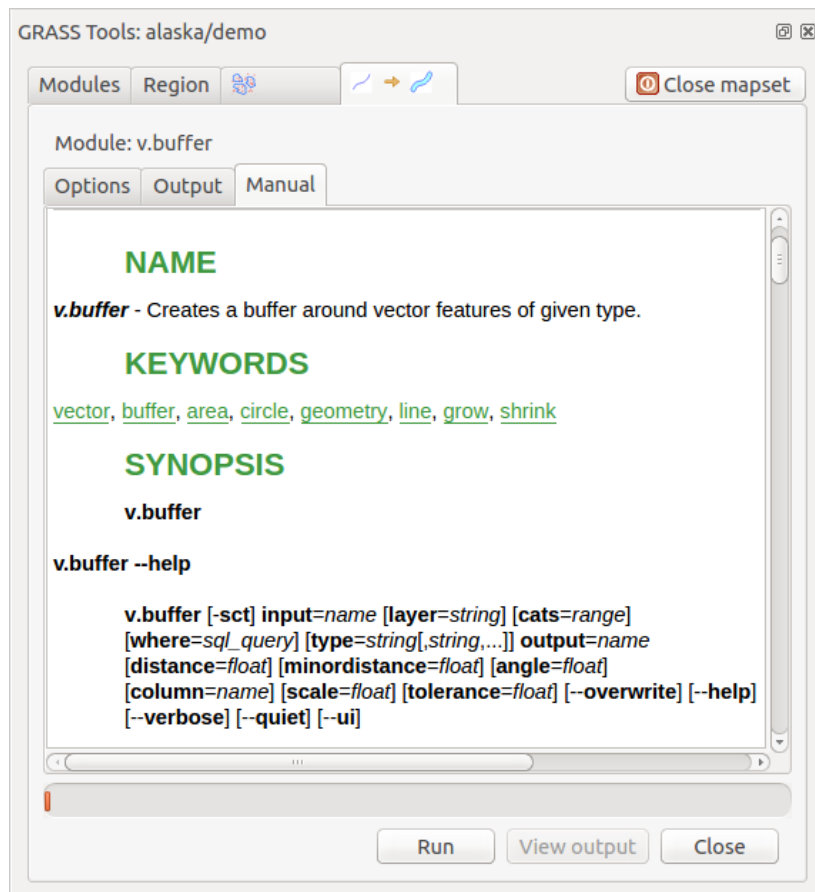 GRASS Tools: alaska/demo
Modules Region Close mapset
Module: v.buffer
Options Output Manual
NAME
v.buffer - Creates a buffer around vector features of given type.
KEYWORDS
vector, buffer, area, circle, geometry, line, grow, shrink
SYNOPSIS
v.buffer
v.buffer --help
v.buffer [-sct] input=name [layer=string] [cats=range]
[where=sql_query] [type=string[,string,...]] output=name
[distance=float] [minordistance=float] [angle=float]
[column=name] [scale=float] [tolerance=float] [--overwrite] [--help]
[--verbose] [--quiet] [--ui]
Run View output Close